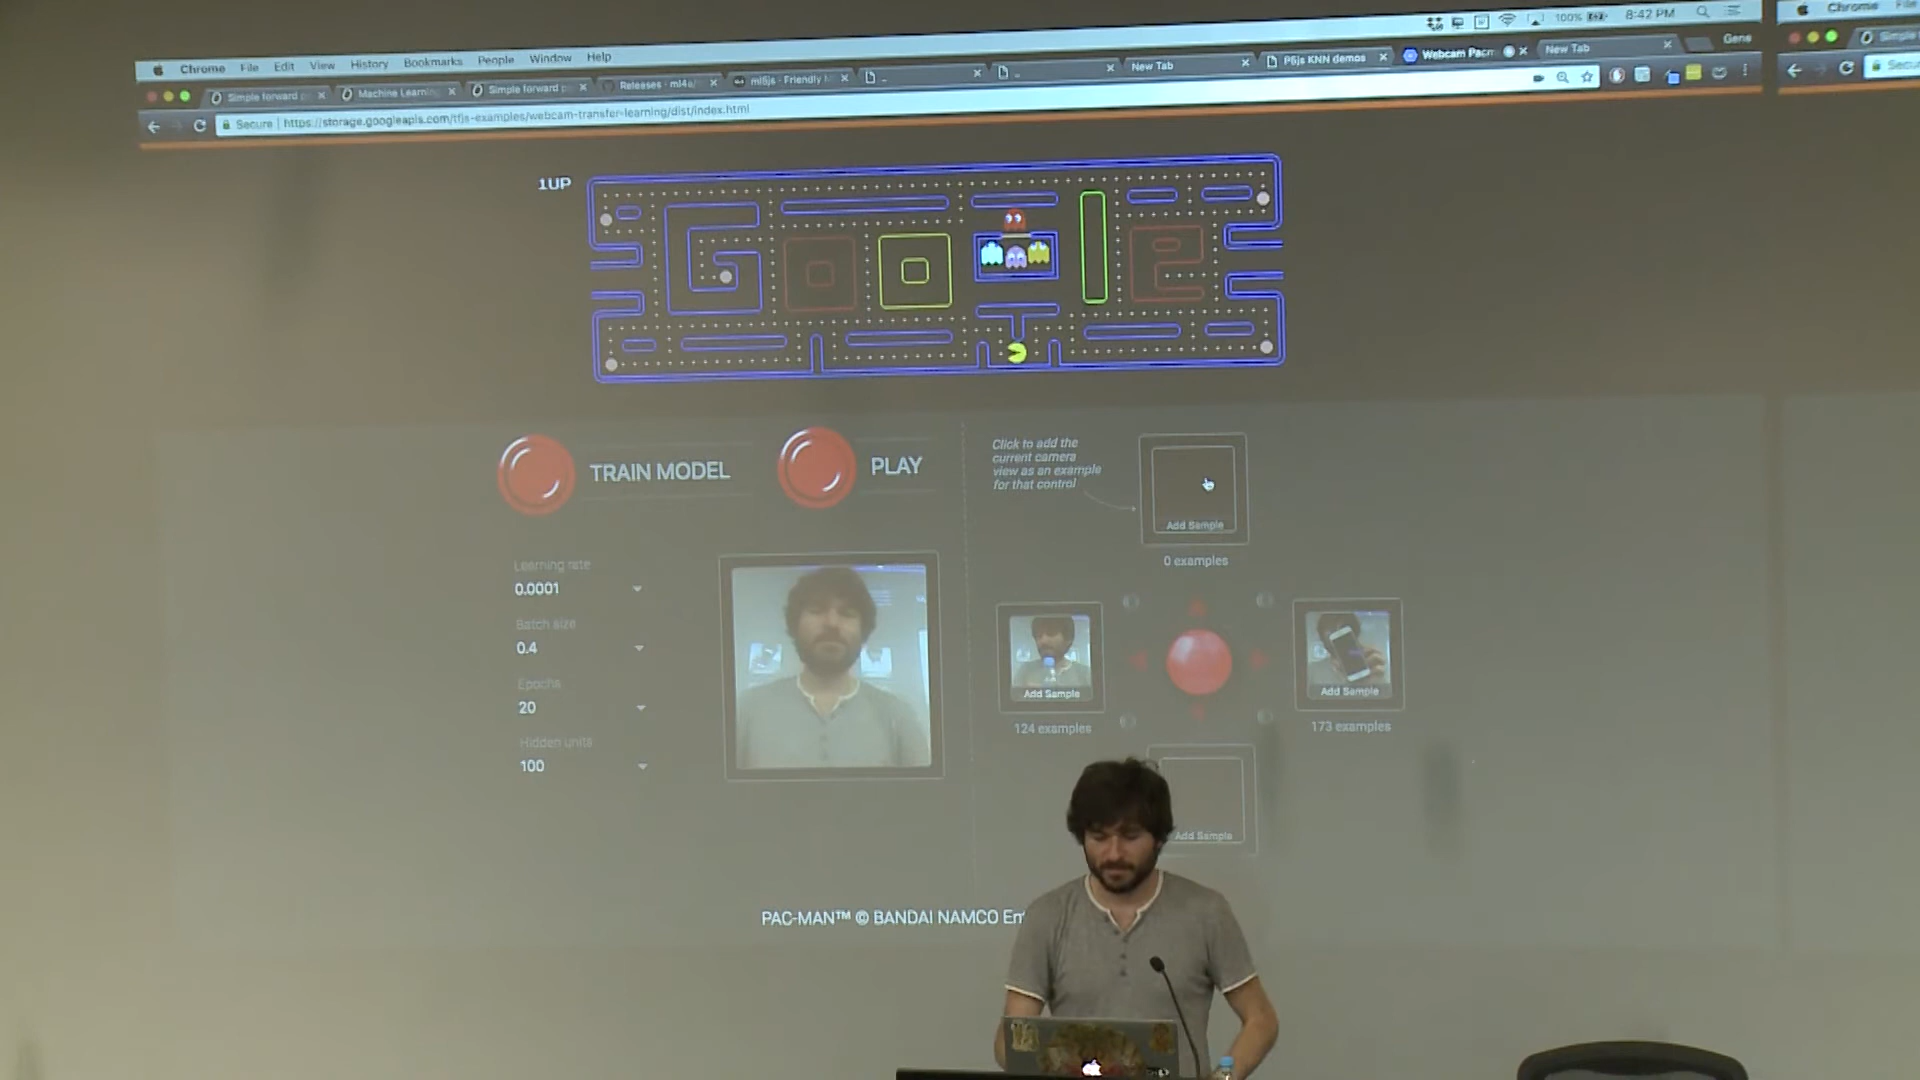 100% 8:42 PM
Chrome File Edit View History Bookmarks People Window Help
Chrome File
Simple forward p
Machine Learning
Simple forward p
Releases · ml4a/
ml5js · Friendly
New Tab
P5js KNN demos
Webcam Pacm
New Tab
Gene
Secure | https://storage.googleapis.com/tfjs-examples/webcam-transfer-learning/dist/index.html
1UP
TRAIN MODEL
PLAY
Click to add the
current camera
view as an example
for that control
Add Sample
0 examples
Learning rate
0.0001
Batch size
0.4
Epochs
20
Hidden units
100
Add Sample
124 examples
Add Sample
173 examples
Add Sample
PAC-MAN™ © BANDAI NAMCO En